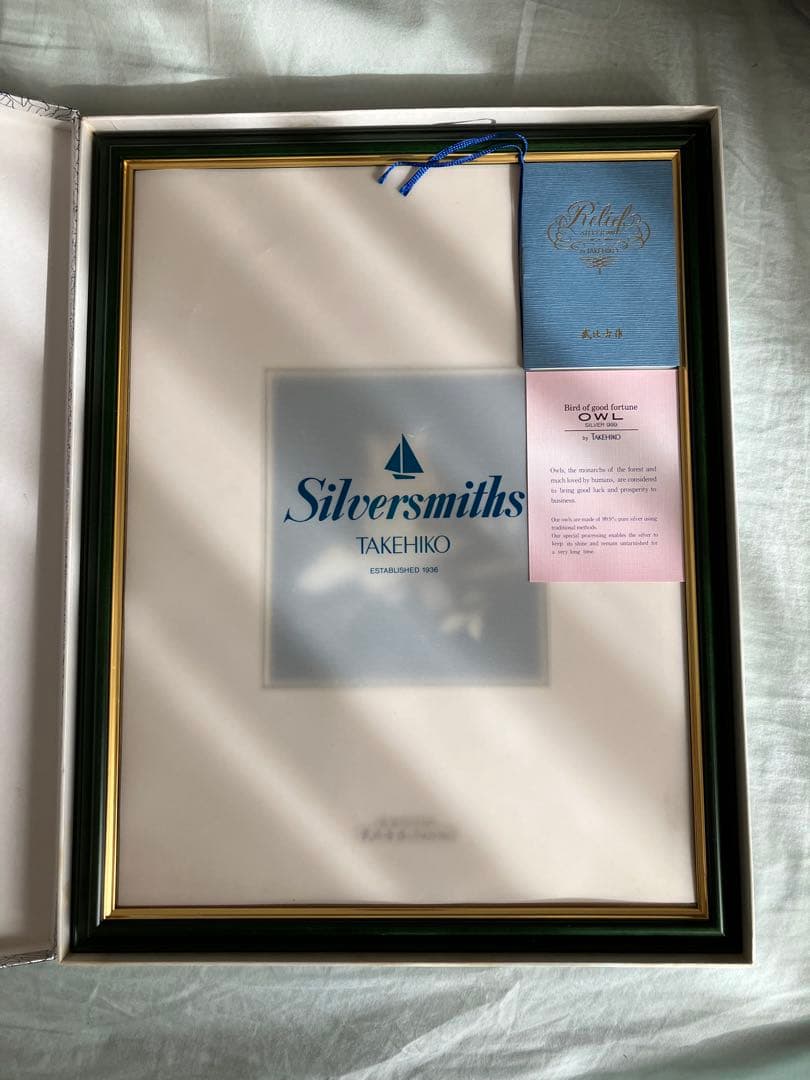 Relief
SILVER 999
by TAKEHIKO
武比古作
Bird of good fortune
OWL
SILVER 999
by TAKEHIKO
Owls, the monarchs of the forest and
much loved by humans, are considered
to bring good luck and prosperity to
business.
Our owls are made of 99.9% pure silver using
traditional methods.
Our special processing enables the silver to
keep its shine and remain untarnished for
a very long time.
Silversmiths
TAKEHIKO
ESTABLISHED 1936